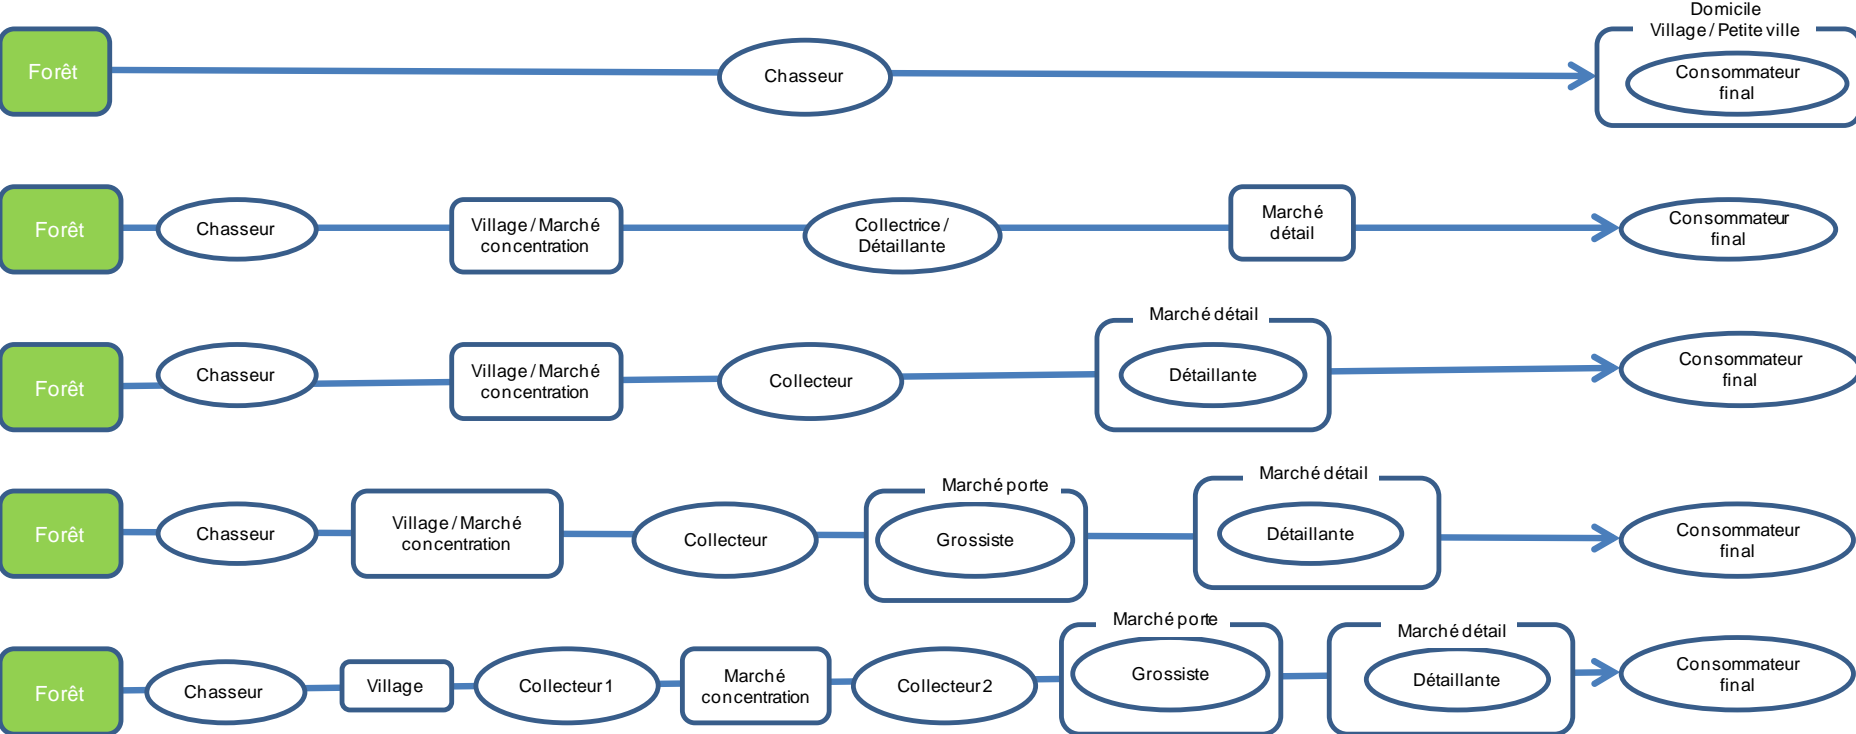 Domicile
Village / Petite ville
Forêt
Chasseur
Consommateur
final
Forêt
Chasseur
Village / Marché
concentration
Collectrice /
Détaillante
Marché
détail
Consommateur
final
Marché détail
Forêt
Chasseur
Village / Marché
concentration
Collecteur
Détaillante
Consommateur
final
Marché porte
Marché détail
Forêt
Chasseur
Village / Marché
concentration
Collecteur
Grossiste
Détaillante
Consommateur
final
Marché porte
Marché détail
Forêt
Chasseur
Village
Collecteur 1
Marché
concentration
Collecteur 2
Grossiste
Détaillante
Consommateur
final